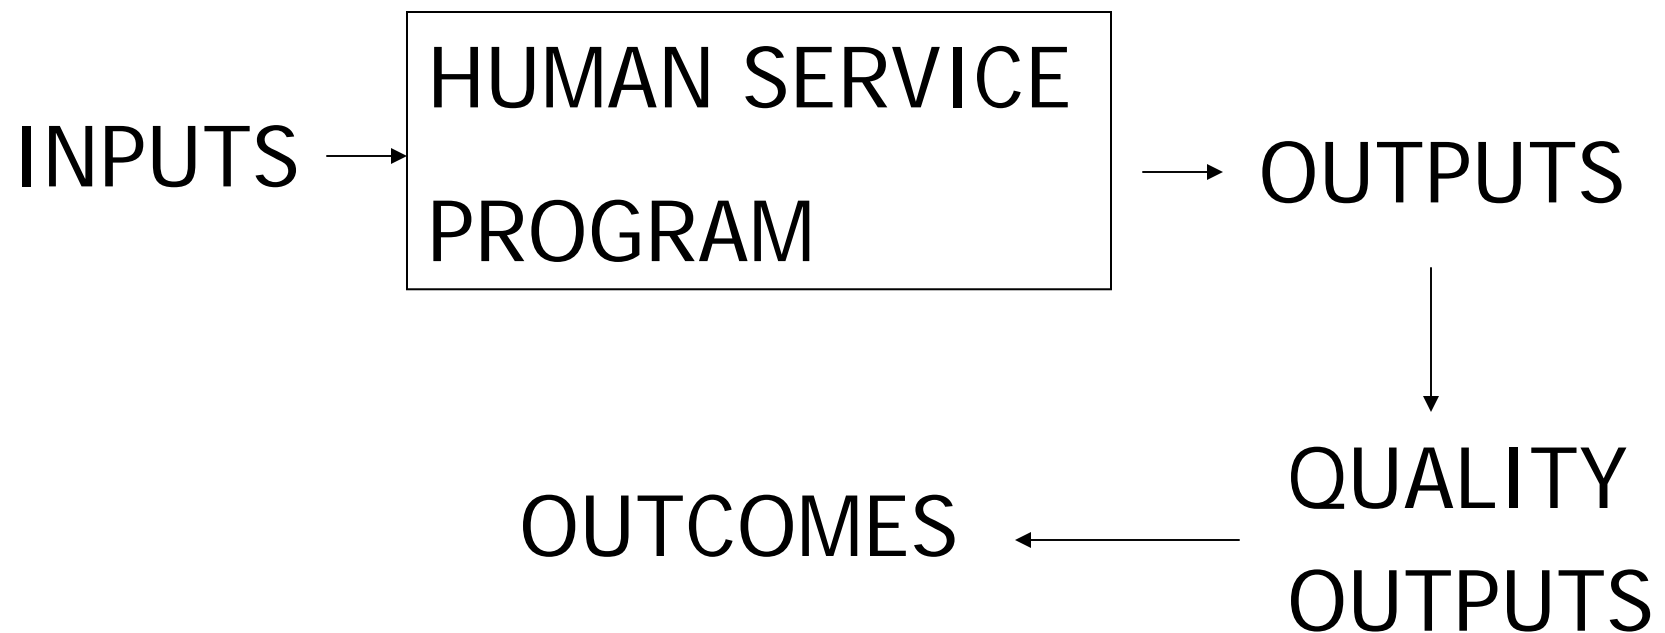 INPUTS
HUMAN SERVICE
PROGRAM
OUTPUTS
QUALITY
OUTPUTS
OUTCOMES